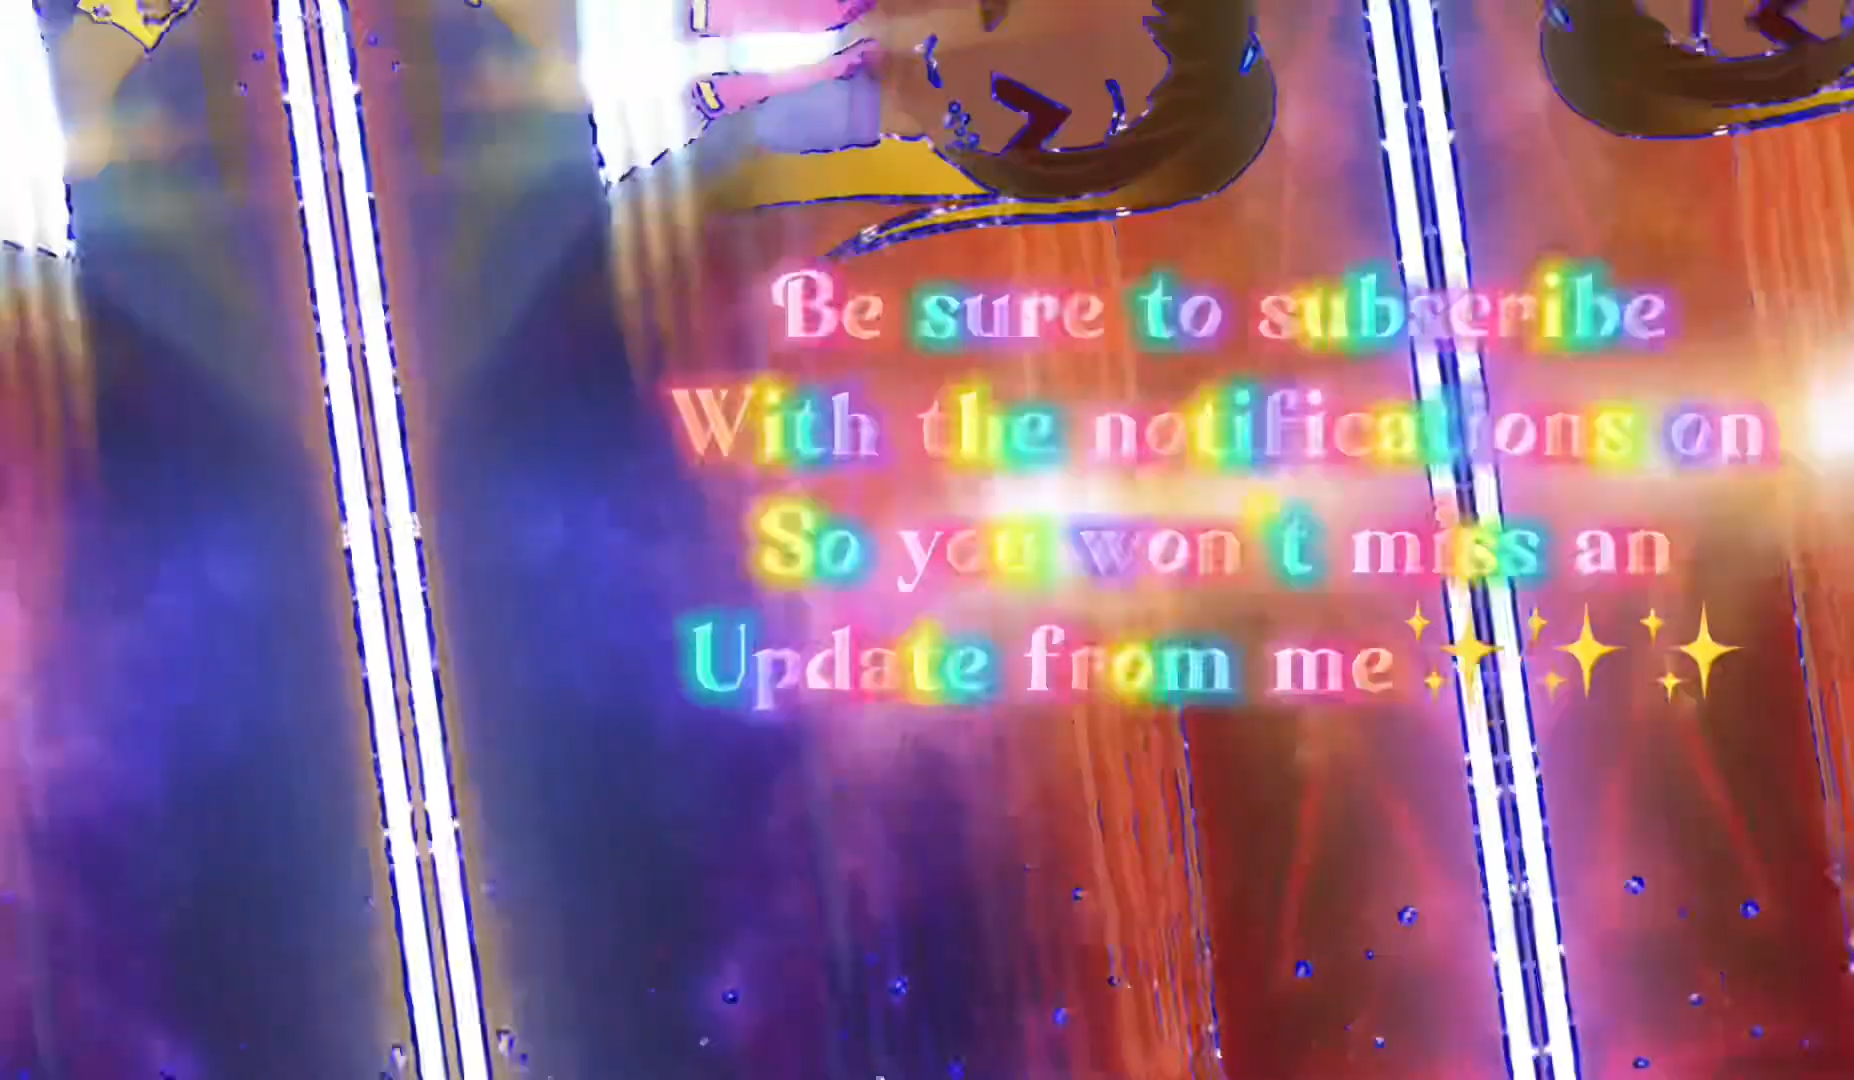 Be sure to subscribe
With the notifications on
So you won't miss an
Update from me ✨✨✨